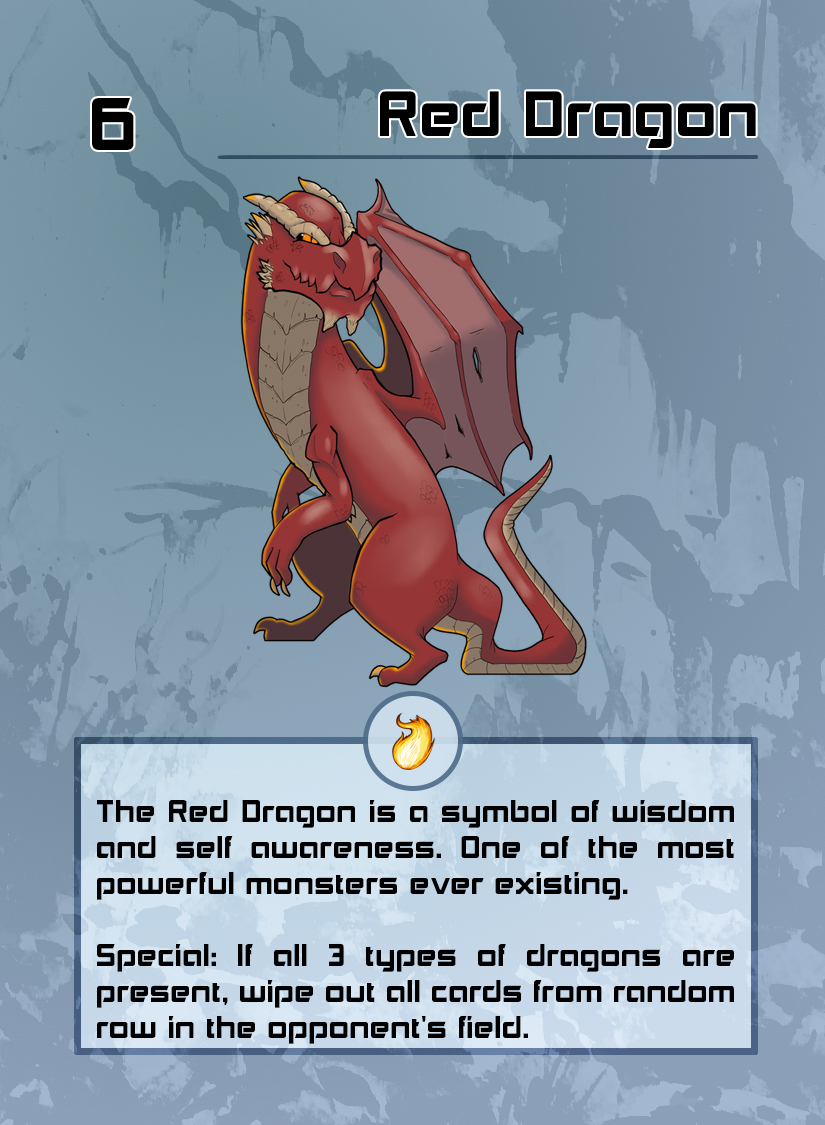 6
Red Dragon
The Red Dragon is a symbol of wisdom
and self awareness. One of the most
powerful monsters ever existing.
Special: If all 3 types of dragons are
present, wipe out all cards from random
row in the opponent's field.